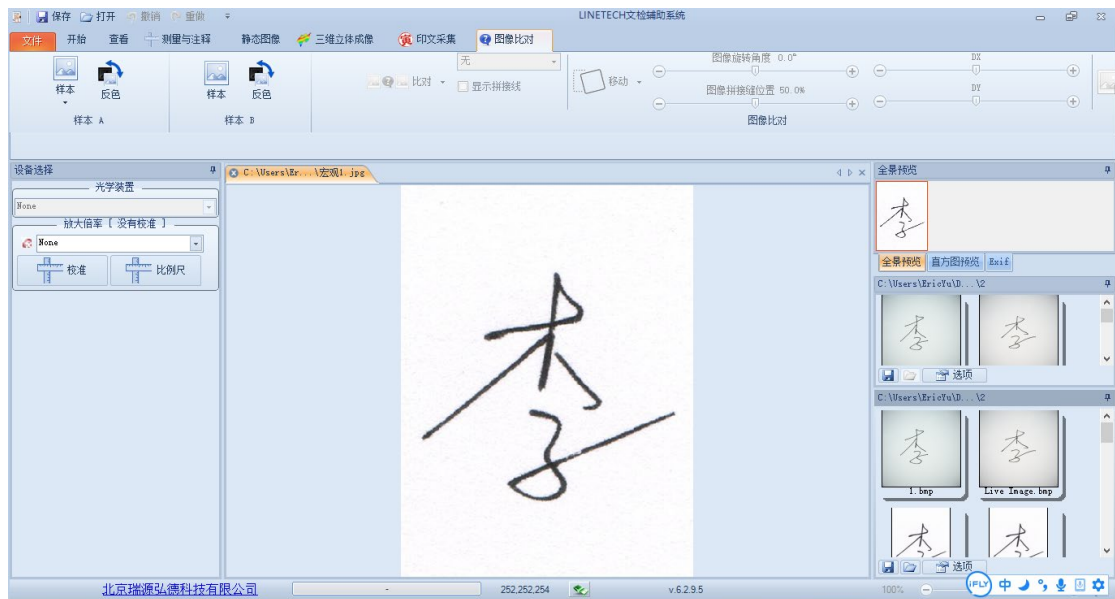 保存 打开 撤销 重做 LINETECH文检辅助系统
文件 开始 查看 测量与注释 静态图像 三维立体成像 印文采集 图像比对
样本 反色 样本 反色 比对 无 显示拼接线 移动 图像旋转角度 0.0° DX
图像拼接缝位置 50.0% DY
样本 A 样本 B 图像比对
设备选择 C:\Users\Er...\宏观1.jpg 全景预览
光学装置
None
放大倍率 [ 没有校准 ]
None
校准 比例尺
李
李
全景预览 直方图预览 Exif
C:\Users\EricYu\D...\2
李 李
选项
C:\Users\EricYu\D...\2
李 李
1.bmp Live Image.bmp
李 李
选项
北京瑞源弘德科技有限公司 - 252,252,254 v.6.2.9.5 100% iFLY 中